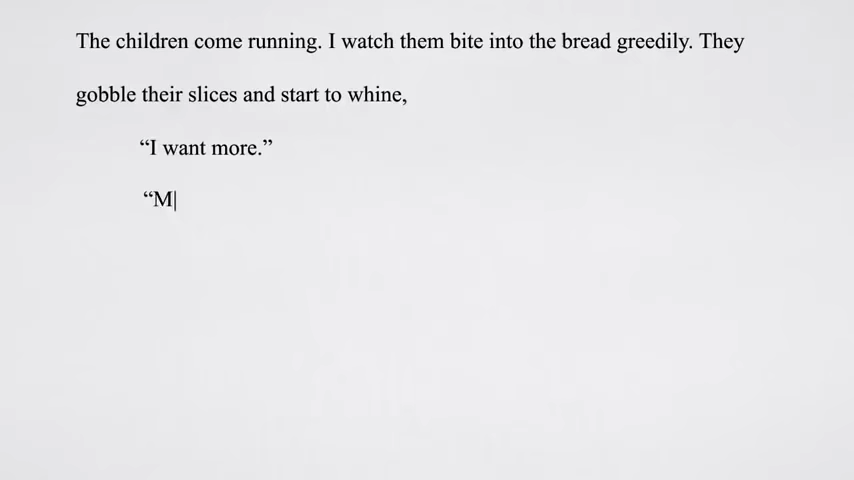 The children come running. I watch them bite into the bread greedily. They
gobble their slices and start to whine,
“I want more.”
“M|